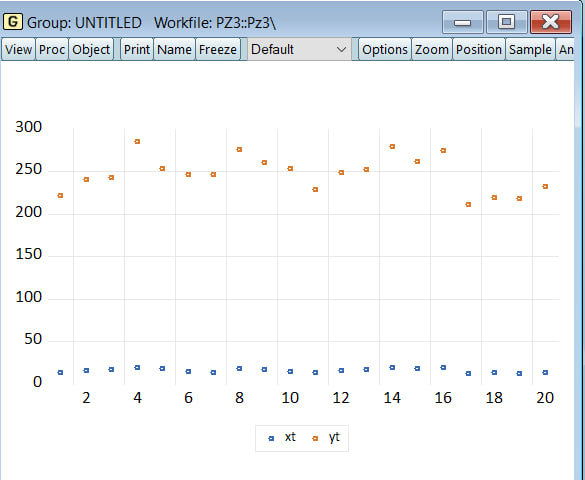 G Group: UNTITLED Workfile: PZ3::Pz3\
View Proc Object Print Name Freeze Default Options Zoom Position Sample An
300
250
200
150
100
50
0
2 4 6 8 10 12 14 16 18 20
xt yt